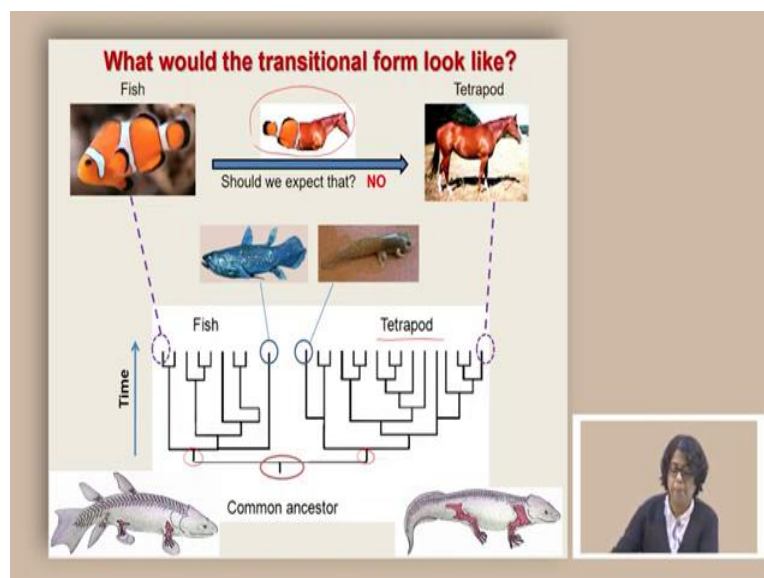 What would the transitional form look like?
Fish
Tetrapod
Should we expect that? NO
Fish
Tetrapod
Time
Common ancestor